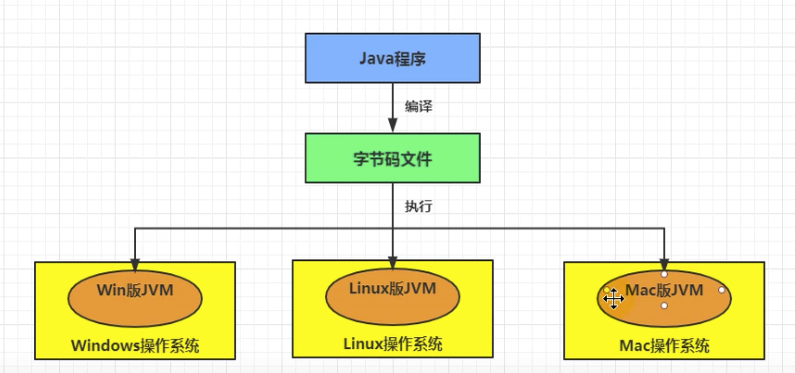 Java程序
编译
字节码文件
执行
Win版JVM
Linux版JVM
Mac版JVM
Windows操作系统
Linux操作系统
Mac操作系统